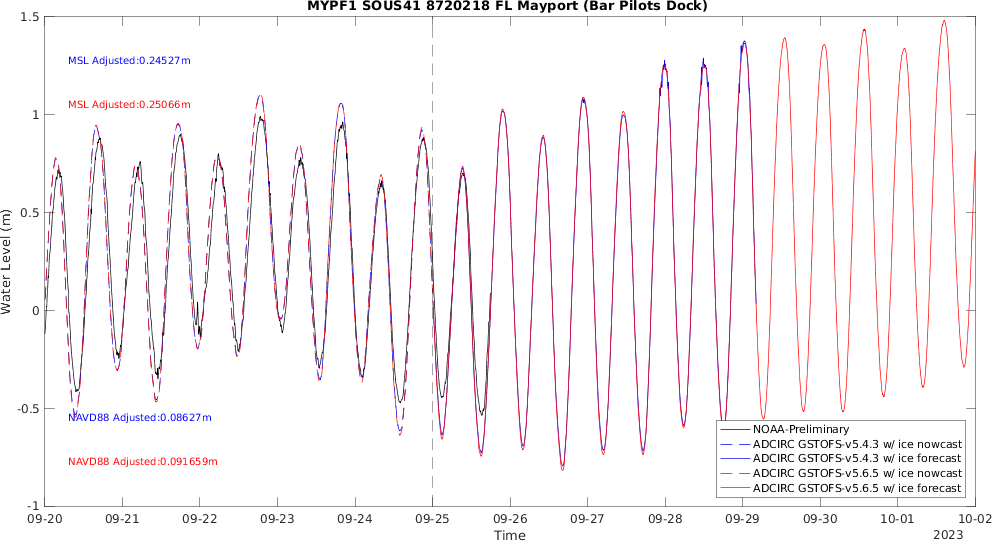 MYPF1 SOUS41 8720218 FL Mayport (Bar Pilots Dock)
1.5
1
0.5
0
-0.5
-1
Water Level (m)
MSL Adjusted:0.24527m
MSL Adjusted:0.25066m
NAVD88 Adjusted:0.08627m
NAVD88 Adjusted:0.091659m
NOAA-Preliminary
ADCIRC GSTOFS-v5.4.3 w/ ice nowcast
ADCIRC GSTOFS-v5.4.3 w/ ice forecast
ADCIRC GSTOFS-v5.6.5 w/ ice nowcast
ADCIRC GSTOFS-v5.6.5 w/ ice forecast
09-20 09-21 09-22 09-23 09-24 09-25 09-26 09-27 09-28 09-29 09-30 10-01 10-02
Time
2023